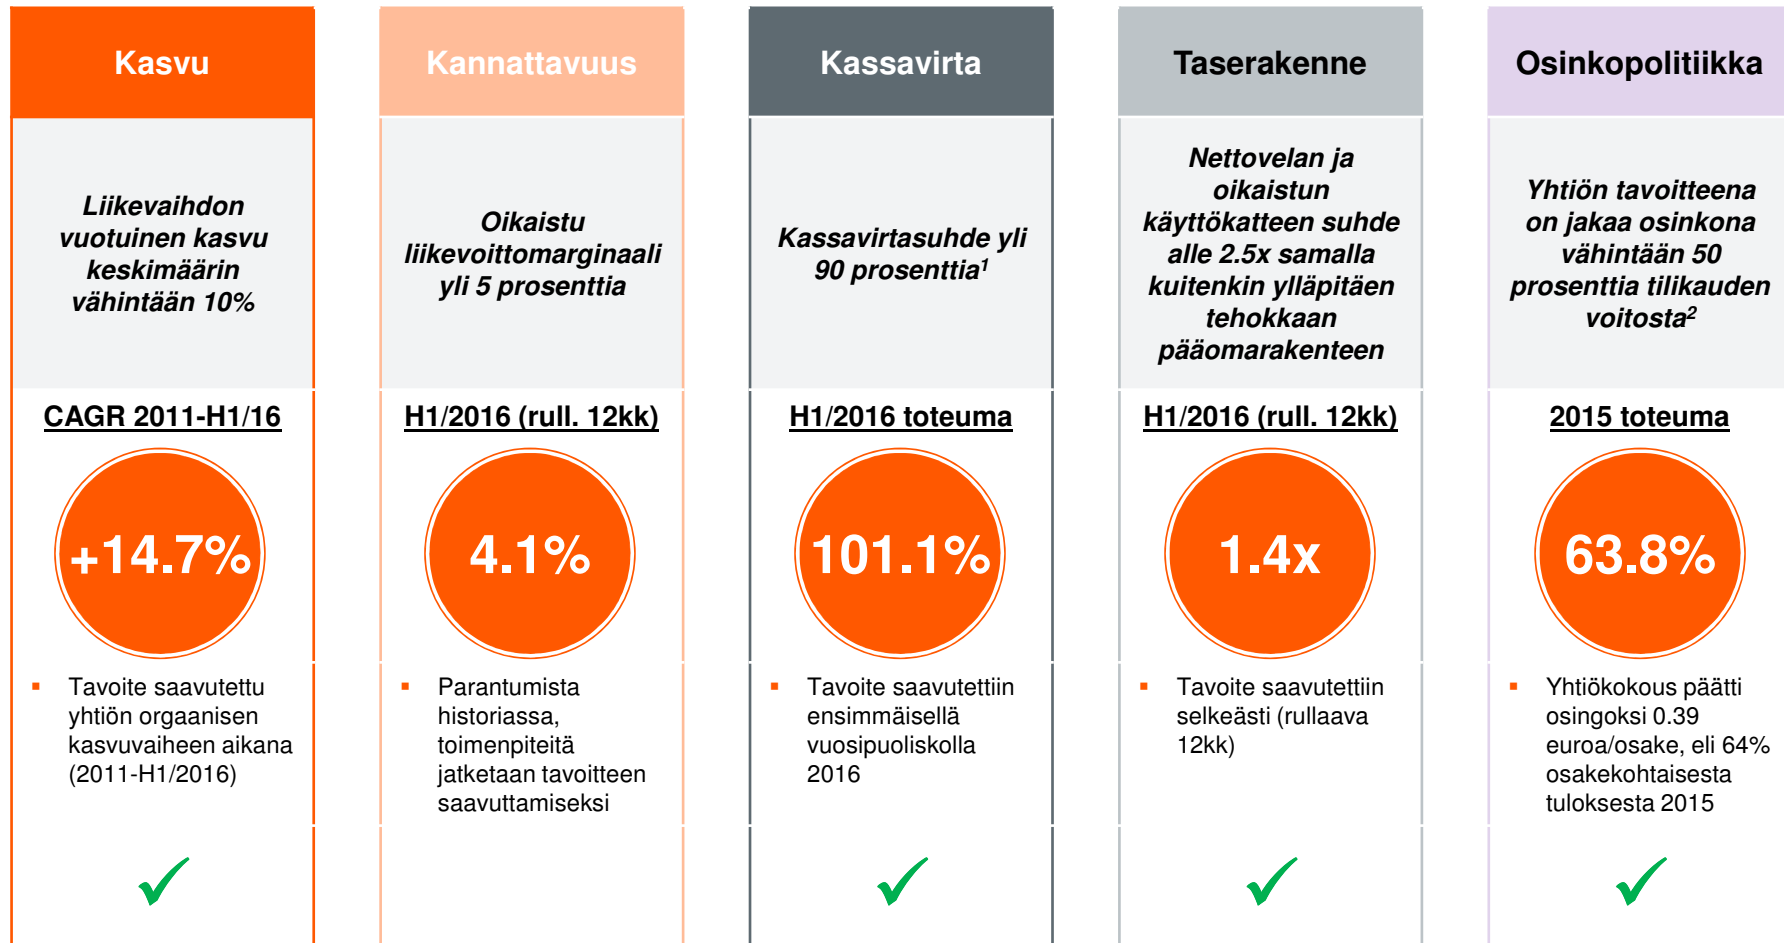 Kasvu
Liikevaihdon
vuotuinen kasvu
keskimäärin
vähintään 10%
CAGR 2011-H1/16
+14.7%
▪ Tavoite saavutettu
yhtiön orgaanisen
kasvuvaiheen aikana
(2011-H1/2016)
Kannattavuus
Oikaistu
liikevoittomarginaali
yli 5 prosenttia
H1/2016 (rull. 12kk)
4.1%
▪ Parantumista
historiassa,
toimenpiteitä
jatketaan tavoitteen
saavuttamiseksi
Kassavirta
Kassavirtasuhde yli
90 prosenttia¹
H1/2016 toteuma
101.1%
▪ Tavoite saavutettiin
ensimmäisellä
vuosipuoliskolla
2016
Taserakenne
Nettovelan ja
oikaistun
käyttökatteen suhde
alle 2.5x samalla
kuitenkin ylläpitäen
tehokkaan
pääomarakenteen
H1/2016 (rull. 12kk)
1.4x
▪ Tavoite saavutettiin
selkeästi (rullaava
12kk)
Osinkopolitiikka
Yhtiön tavoitteena
on jakaa osinkona
vähintään 50
prosenttia tilikauden
voitosta²
2015 toteuma
63.8%
▪ Yhtiökokous päätti
osingoksi 0.39
euroa/osake, eli 64%
osakekohtaisesta
tuloksesta 2015